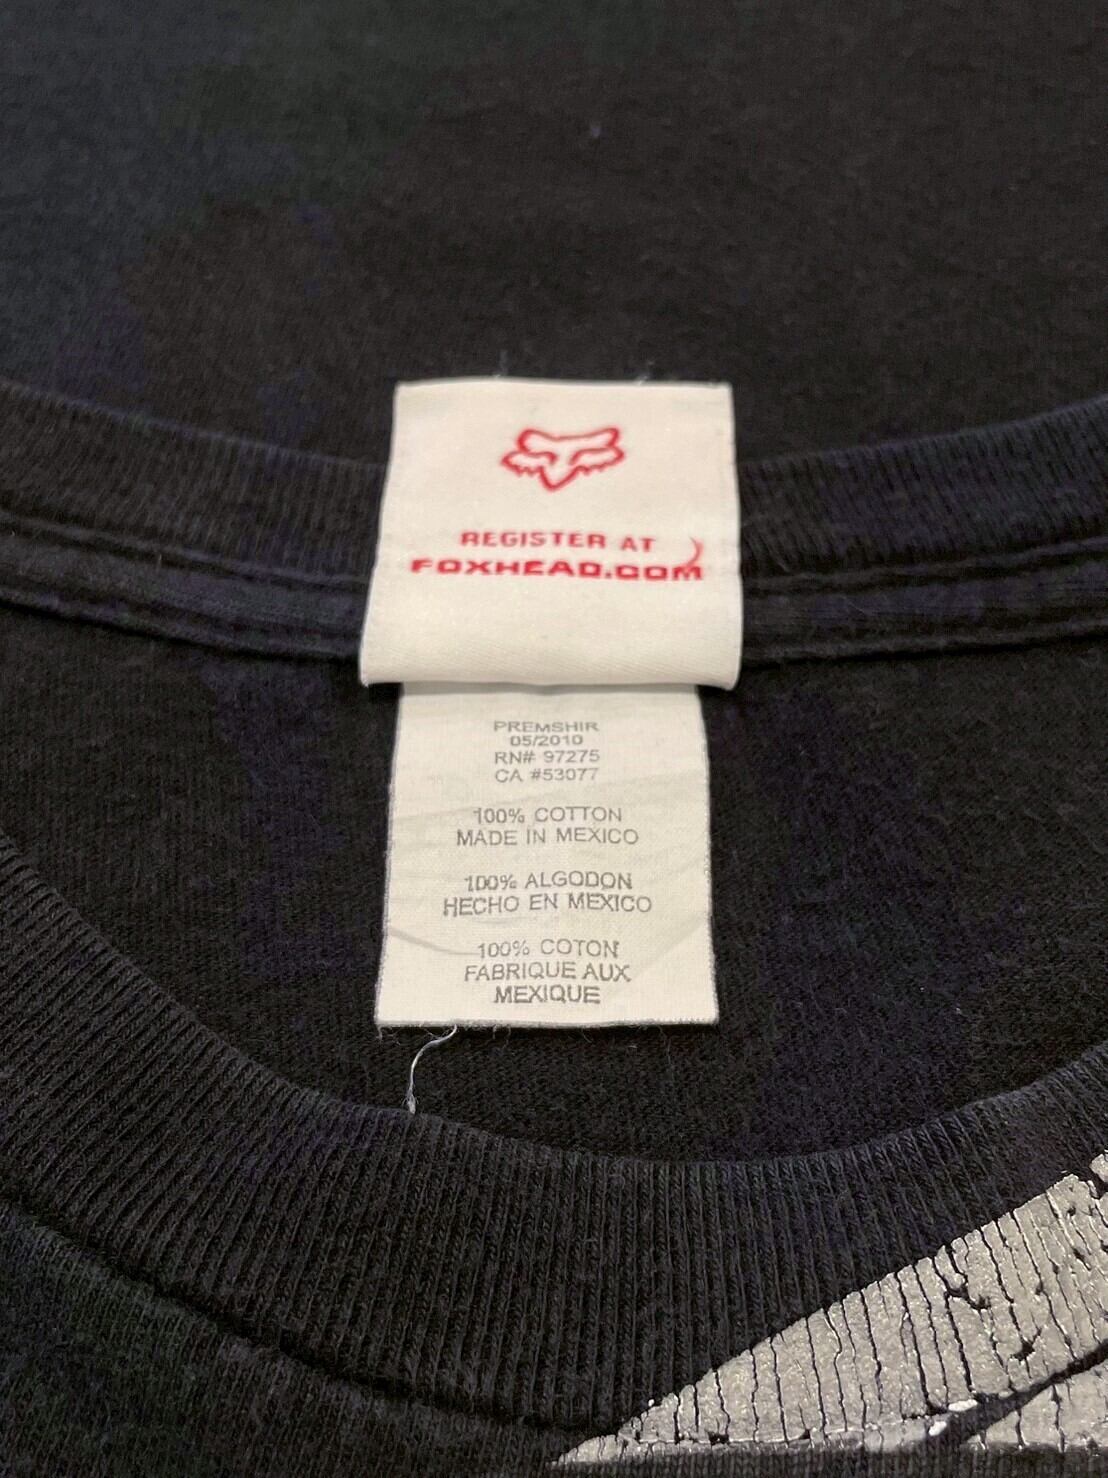 REGISTER AT
FOXHEAD.COM
PREMSHIR
05/2010
RN# 97275
CA #53077
100% COTTON
MADE IN MEXICO
100% ALGODON
HECHO EN MEXICO
100% COTON
FABRIQUE AUX
MEXIQUE